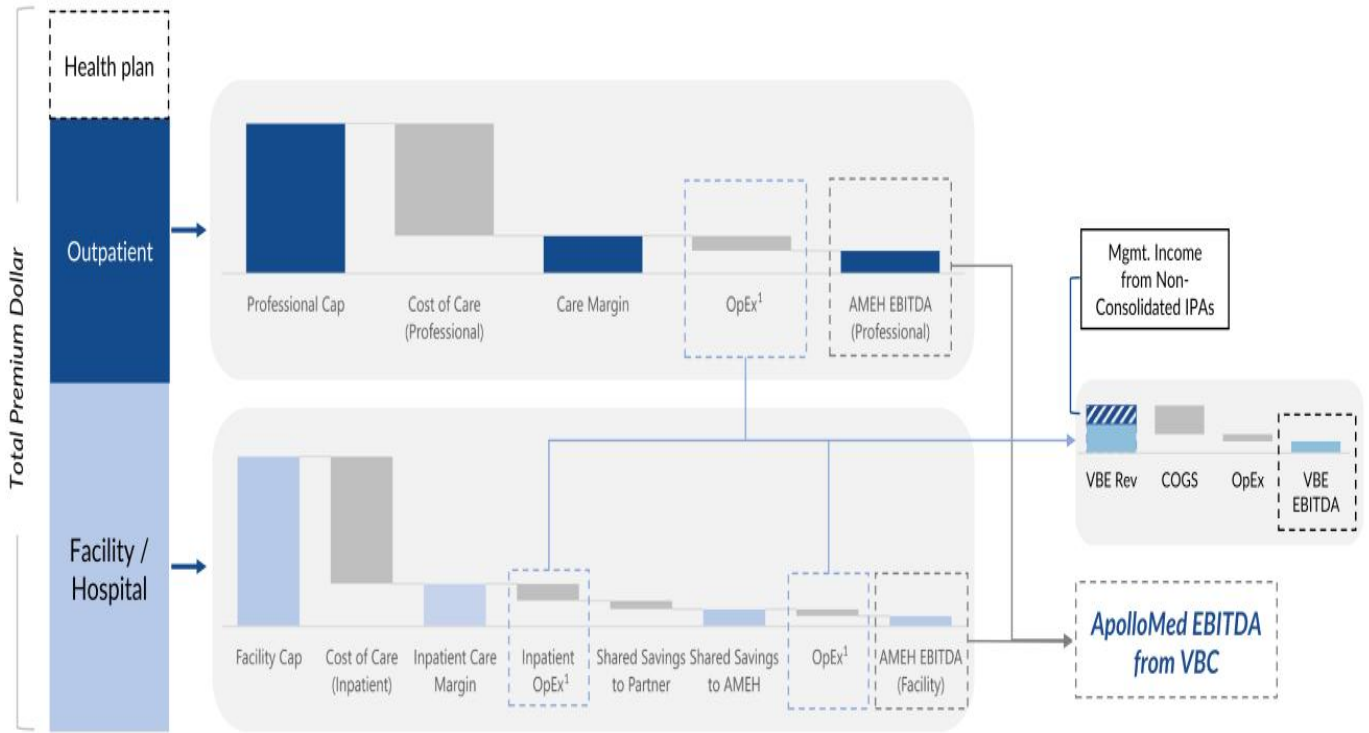 Total Premium Dollar
Health plan
Outpatient
Facility /
Hospital
Professional Cap
Cost of Care
(Professional)
Care Margin
OpEx¹
AMEH EBITDA
(Professional)
Facility Cap
Cost of Care
(Inpatient)
Inpatient Care
Margin
Inpatient
OpEx¹
Shared Savings
to Partner
Shared Savings
to AMEH
OpEx¹
AMEH EBITDA
(Facility)
Mgmt. Income
from Non-
Consolidated IPAs
VBE Rev
COGS
OpEx
VBE
EBITDA
ApolloMed EBITDA
from VBC